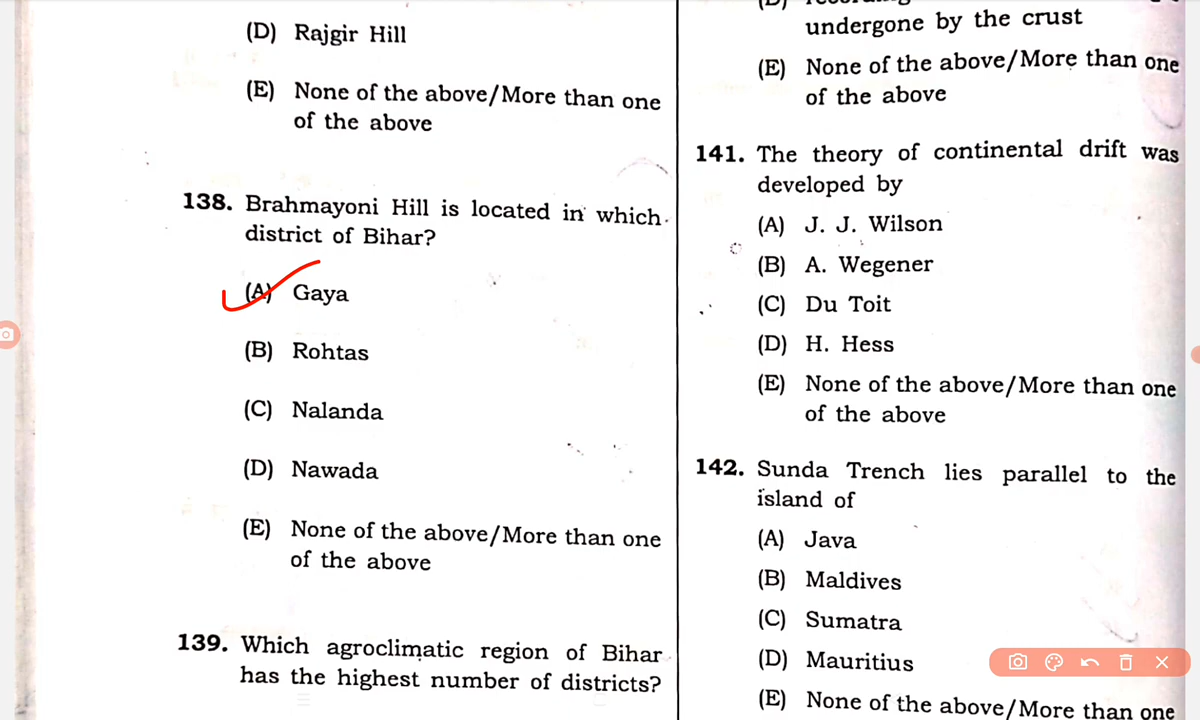 (D) Rajgir Hill
(E) None of the above/More than one
of the above
138. Brahmayoni Hill is located in which
district of Bihar?
(A) Gaya
(B) Rohtas
(C) Nalanda
(D) Nawada
(E) None of the above/More than one
of the above
139. Which agroclimatic region of Bihar
has the highest number of districts?
undergone by the crust
(E) None of the above/More than one
of the above
141. The theory of continental drift was
developed by
(A) J. J. Wilson
(B) A. Wegener
(C) Du Toit
(D) H. Hess
(E) None of the above/More than one
of the above
142. Sunda Trench lies parallel to the
island of
(A) Java
(B) Maldives
(C) Sumatra
(D) Mauritius
(E) None of the above/More than one